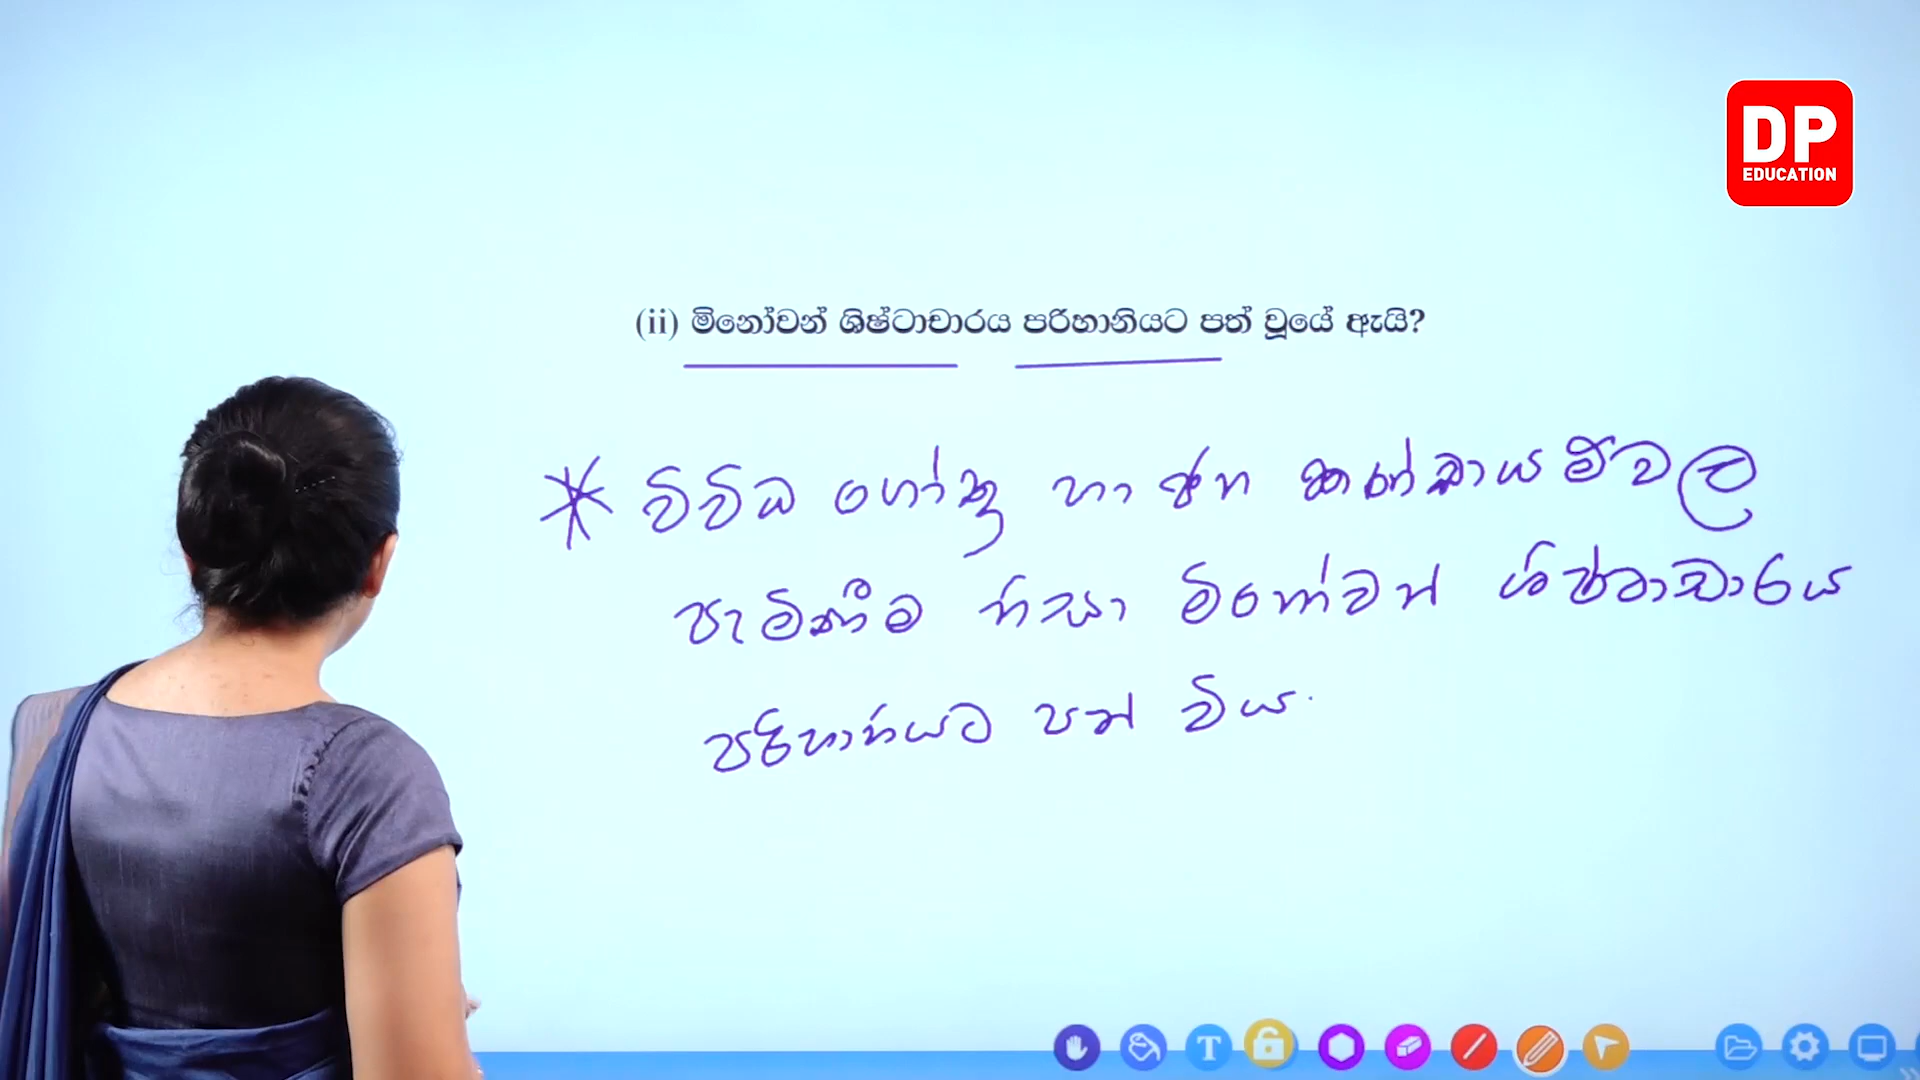 DP
EDUCATION
(ii) මිනෝවන් ශිෂ්ටාචාරය පරිහානියට පත් වූයේ ඇයි?
* විවිධ ගෝත්‍ර හා ජන කණ්ඩායම්වල
පැමිණීම නිසා මිනෝවන් ශිෂ්ටාචාරය
පරිහානියට පත් විය.
T